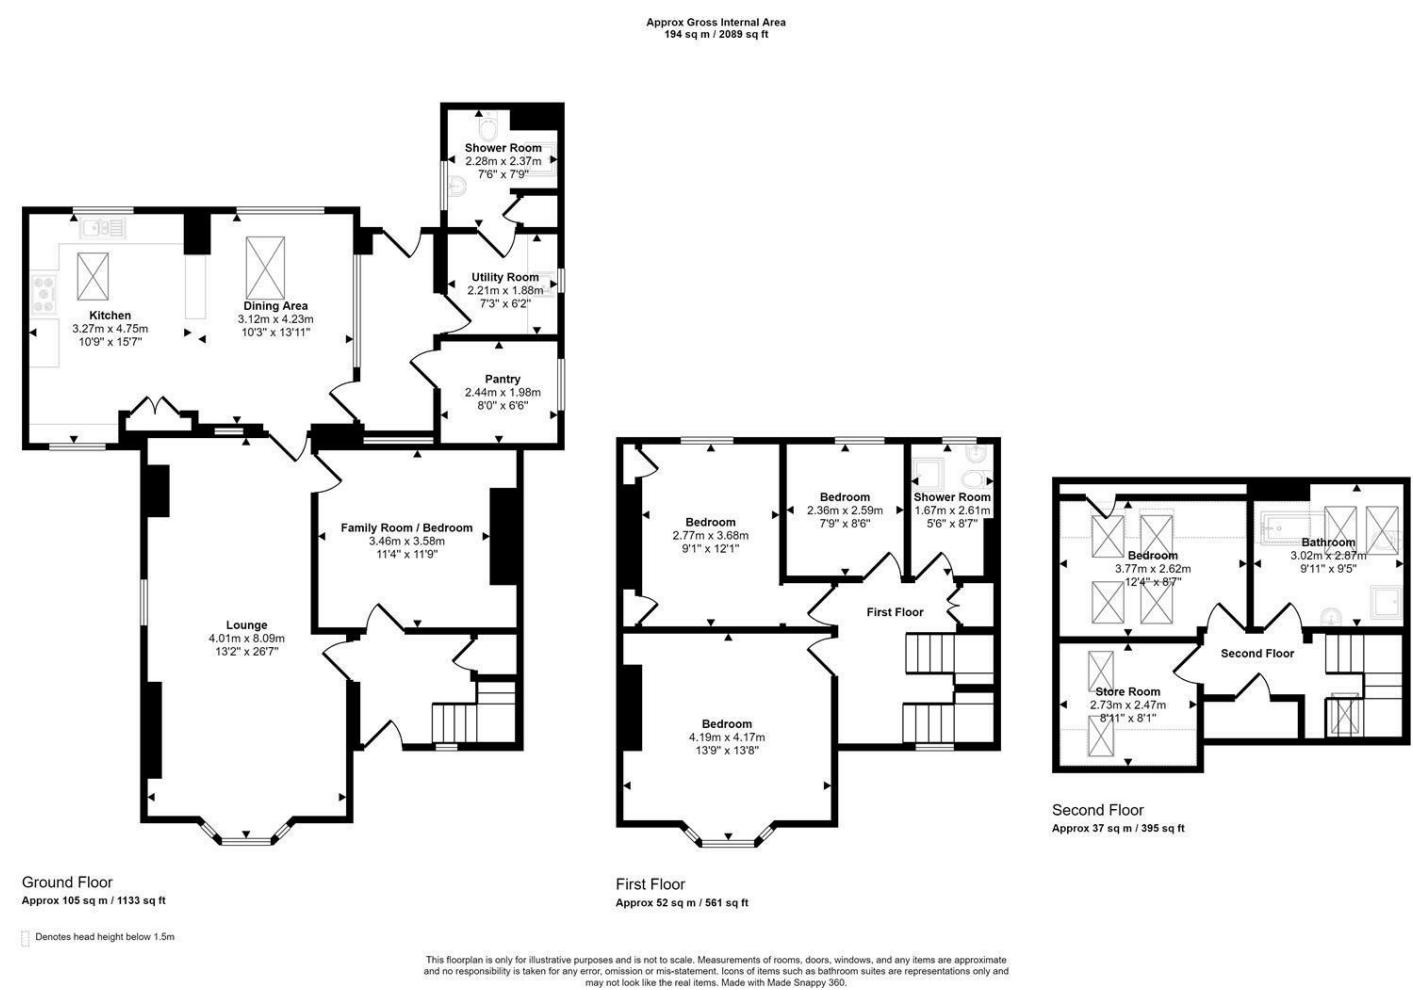 Approx Gross Internal Area
194 sq m / 2089 sq ft
Shower Room
2.28m x 2.37m
7'6" x 7'9"
Utility Room
2.21m x 1.88m
7'3" x 6'2"
Kitchen
3.27m x 4.75m
10'9" x 15'7"
Dining Area
3.12m x 4.23m
10'3" x 13'11"
Pantry
2.44m x 1.98m
8'0" x 6'6"
Family Room / Bedroom
3.46m x 3.58m
11'4" x 11'9"
Lounge
4.01m x 8.09m
13'2" x 26'7"
Ground Floor
Approx 105 sq m / 1133 sq ft
Denotes head height below 1.5m
Bedroom
2.77m x 3.68m
9'1" x 12'1"
Bedroom
2.36m x 2.59m
7'9" x 8'6"
Shower Room
1.67m x 2.61m
5'6" x 8'7"
First Floor
Bedroom
4.19m x 4.17m
13'9" x 13'8"
First Floor
Approx 52 sq m / 561 sq ft
Bedroom
3.77m x 2.62m
12'4" x 8'7"
Bathroom
3.02m x 2.87m
9'11" x 9'5"
Second Floor
Store Room
2.73m x 2.47m
8'11" x 8'1"
Second Floor
Approx 37 sq m / 395 sq ft
This floorplan is only for illustrative purposes and is not to scale. Measurements of rooms, doors, windows, and any items are approximate
and no responsibility is taken for any error, omission or mis-statement. Icons of items such as bathroom suites are representations only and
may not look like the real items. Made with Made Snappy 360.